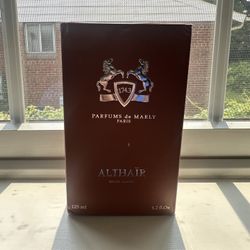 1743
PARFUMS de MARLY
PARIS
ALTHAÏR
125 ml
4.2 fl.Oz